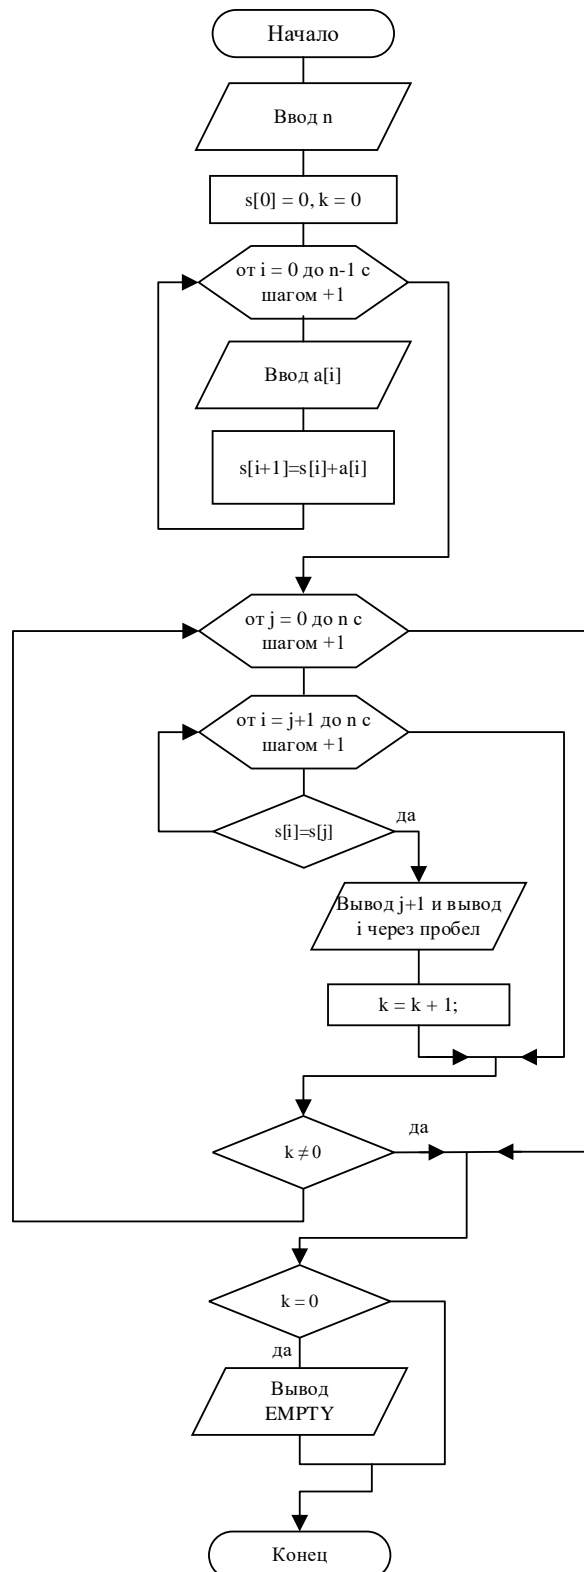 Начало
Ввод n
s[0] = 0, k = 0
от i = 0 до n-1 с
шагом +1
Ввод a[i]
s[i+1]=s[i]+a[i]
от j = 0 до n с
шагом +1
от i = j+1 до n с
шагом +1
s[i]=s[j]
да
Вывод j+1 и вывод
i через пробел
k = k + 1;
k ≠ 0
да
k = 0
да
Вывод
EMPTY
Конец